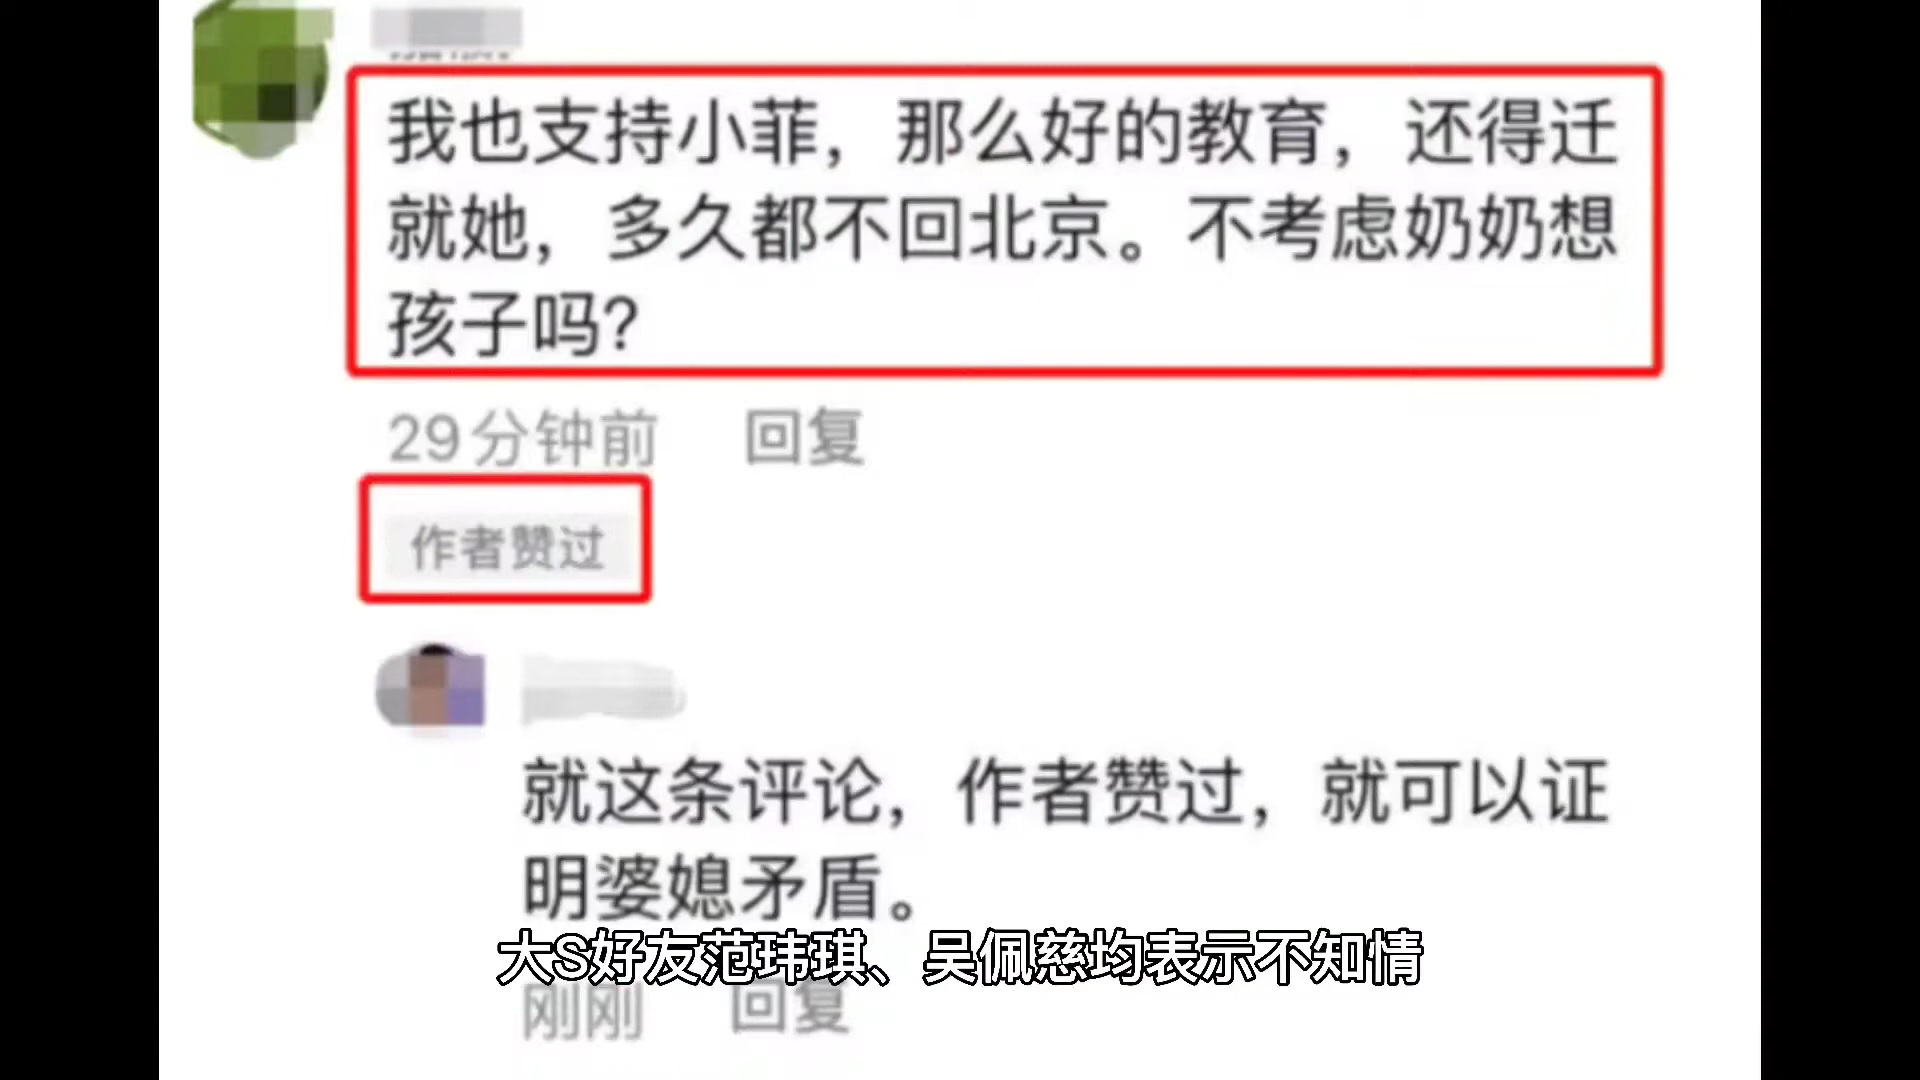 我也支持小菲，那么好的教育，还得迁
就她，多久都不回北京。不考虑奶奶想
孩子吗？
29分钟前 回复
作者赞过
就这条评论，作者赞过，就可以证
明婆媳矛盾。
大S好友范玮琪、吴佩慈均表示不知情
刚刚 回复